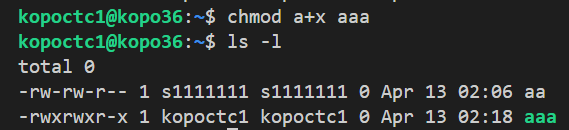 kopoctc1@kopo36:~$ chmod a+x aaa
kopoctc1@kopo36:~$ ls -l
total 0
-rw-rw-r-- 1 s1111111 s1111111 0 Apr 13 02:06 aa
-rwxrwxr-x 1 kopoctc1 kopoctc1 0 Apr 13 02:18 aaa